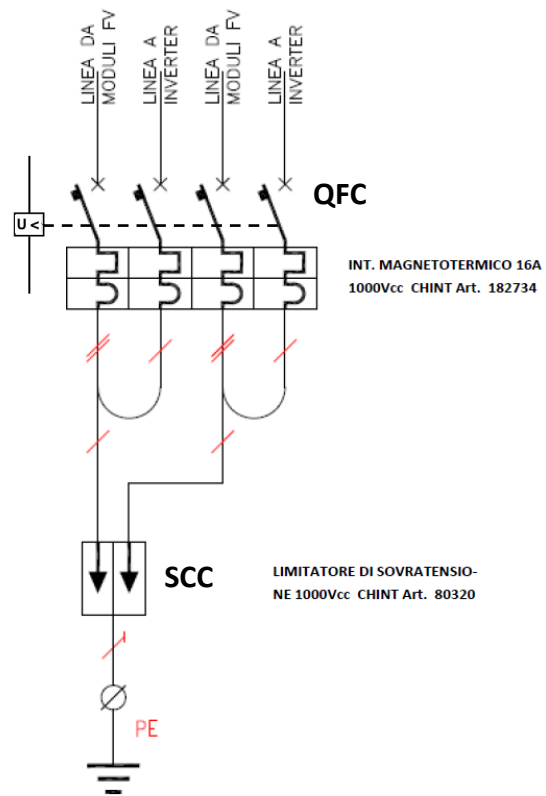 LINEA DA
MODULI FV
LINEA A
INVERTER
LINEA DA
MODULI FV
LINEA A
INVERTER
QFC
U <
INT. MAGNETOTERMICO 16A
1000Vcc CHINT Art. 182734
SCC
LIMITATORE DI SOVRATENSIO-
NE 1000Vcc CHINT Art. 80320
PE